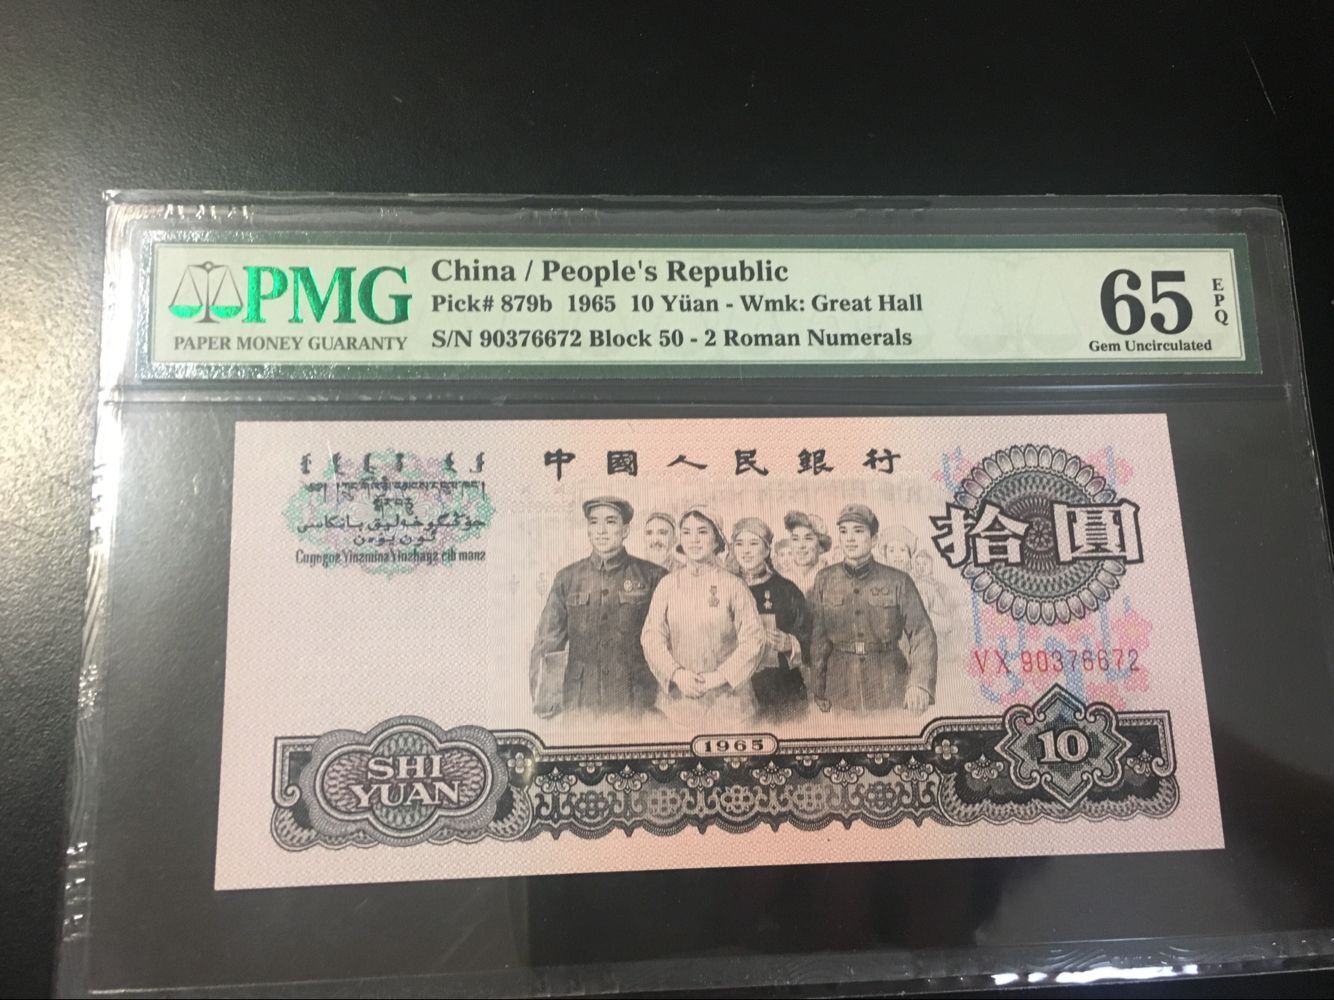 PMG
PAPER MONEY GUARANTY
China / People's Republic
Pick# 879b 1965 10 Yüan - Wmk: Great Hall
S/N 90376672 Block 50 - 2 Roman Numerals
65
EPQ
Gem Uncirculated
中國人民銀行
拾圓
VX 90376672
1965
SHI
YUAN
10